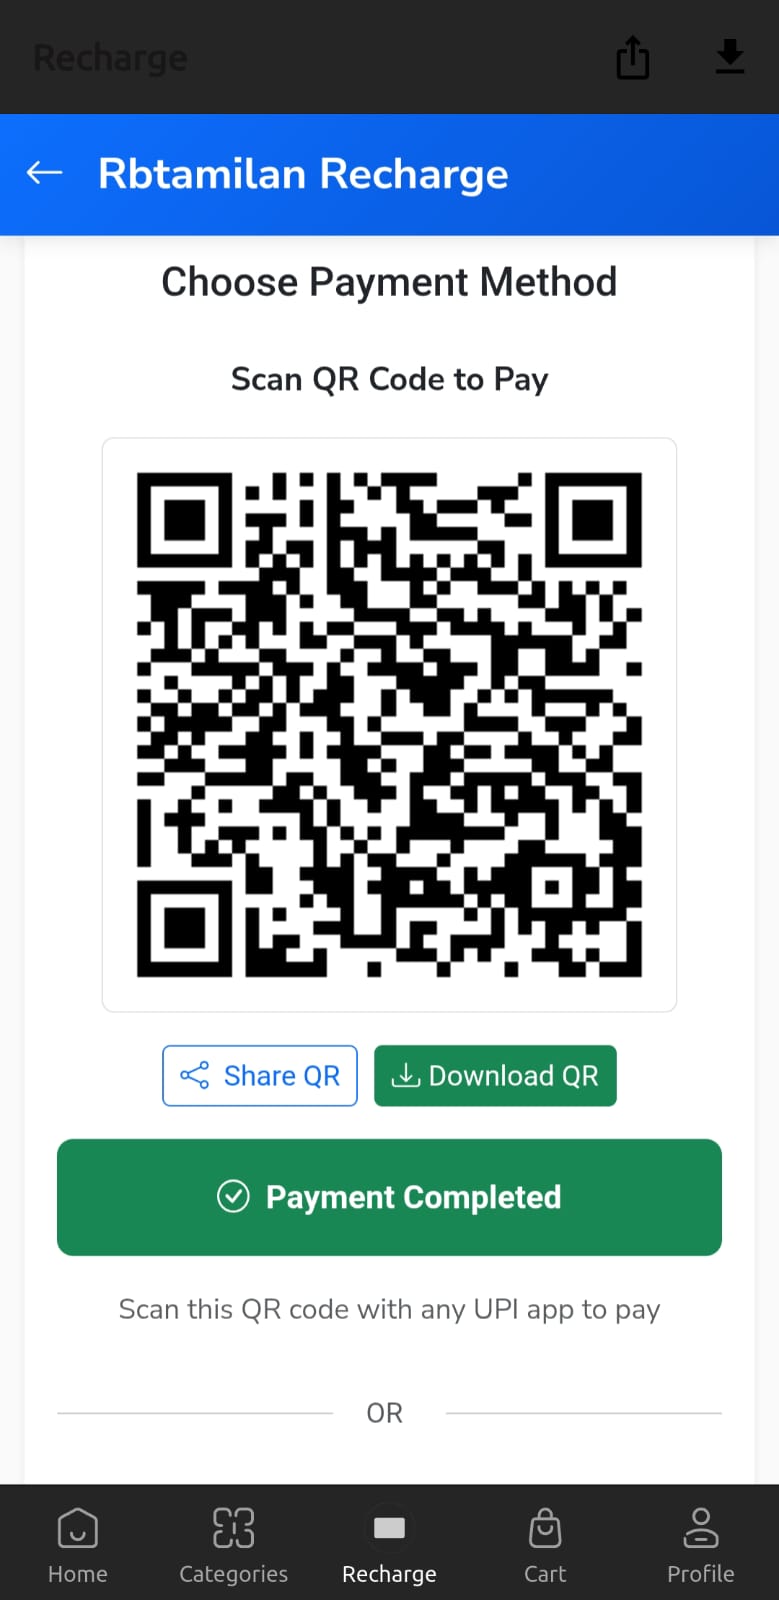 Recharge
Rbtamilan Recharge
Choose Payment Method
Scan QR Code to Pay
Share QR
Download QR
Payment Completed
Scan this QR code with any UPI app to pay
OR
Home
Categories
Recharge
Cart
Profile